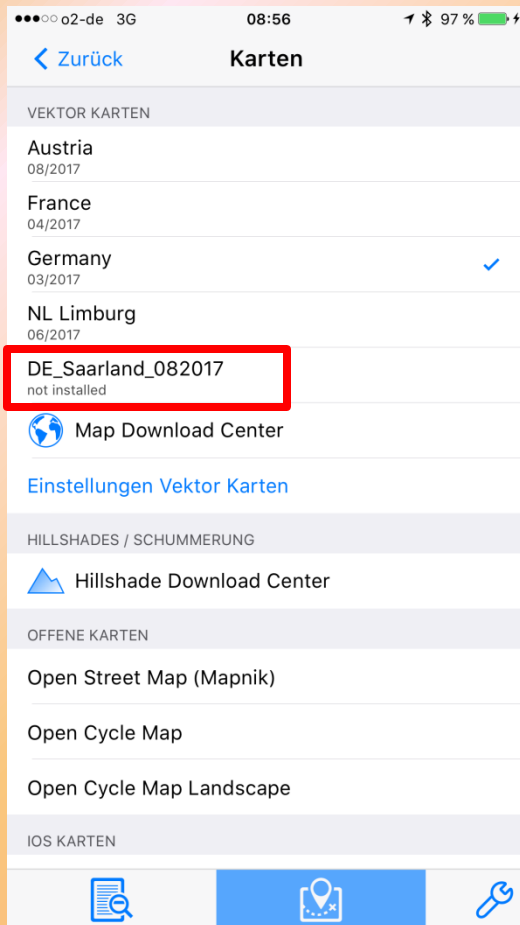 o2-de 3G 08:56 97 %
Zurück Karten
VEKTOR KARTEN
Austria
08/2017
France
04/2017
Germany
03/2017
NL Limburg
06/2017
DE_Saarland_082017
not installed
Map Download Center
Einstellungen Vektor Karten
HILLSHADES / SCHUMMERUNG
Hillshade Download Center
OFFENE KARTEN
Open Street Map (Mapnik)
Open Cycle Map
Open Cycle Map Landscape
IOS KARTEN